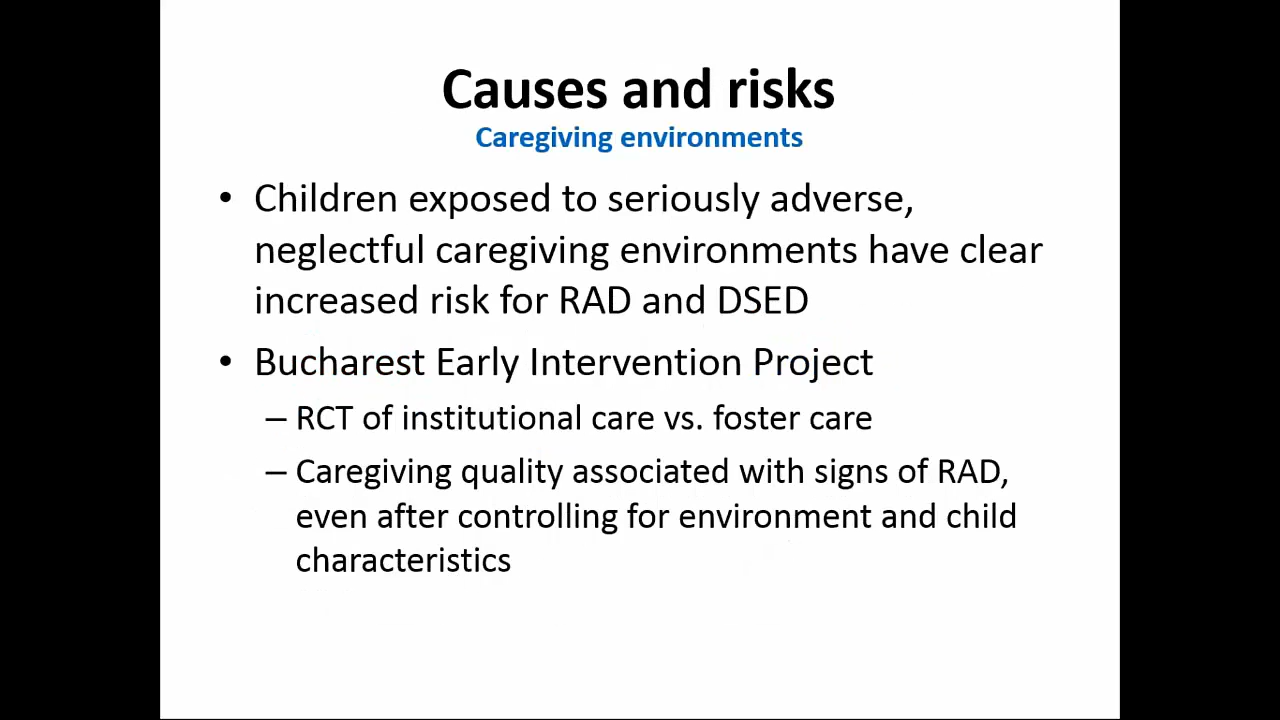 Causes and risks
Caregiving environments
• Children exposed to seriously adverse,
neglectful caregiving environments have clear
increased risk for RAD and DSED
• Bucharest Early Intervention Project
– RCT of institutional care vs. foster care
– Caregiving quality associated with signs of RAD,
even after controlling for environment and child
characteristics